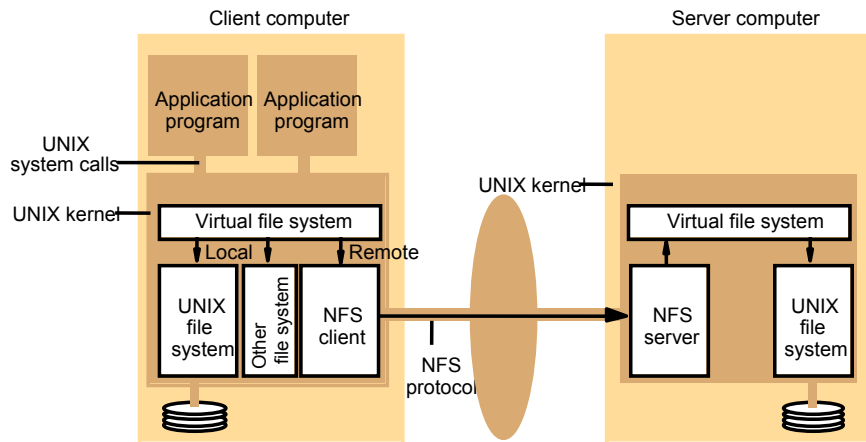 Client computer
Server computer
Application
program
Application
program
UNIX
system calls
UNIX kernel
UNIX kernel
Virtual file system
Virtual file system
Local
Remote
UNIX
file
system
Other
file system
NFS
client
NFS
protocol
NFS
server
UNIX
file
system